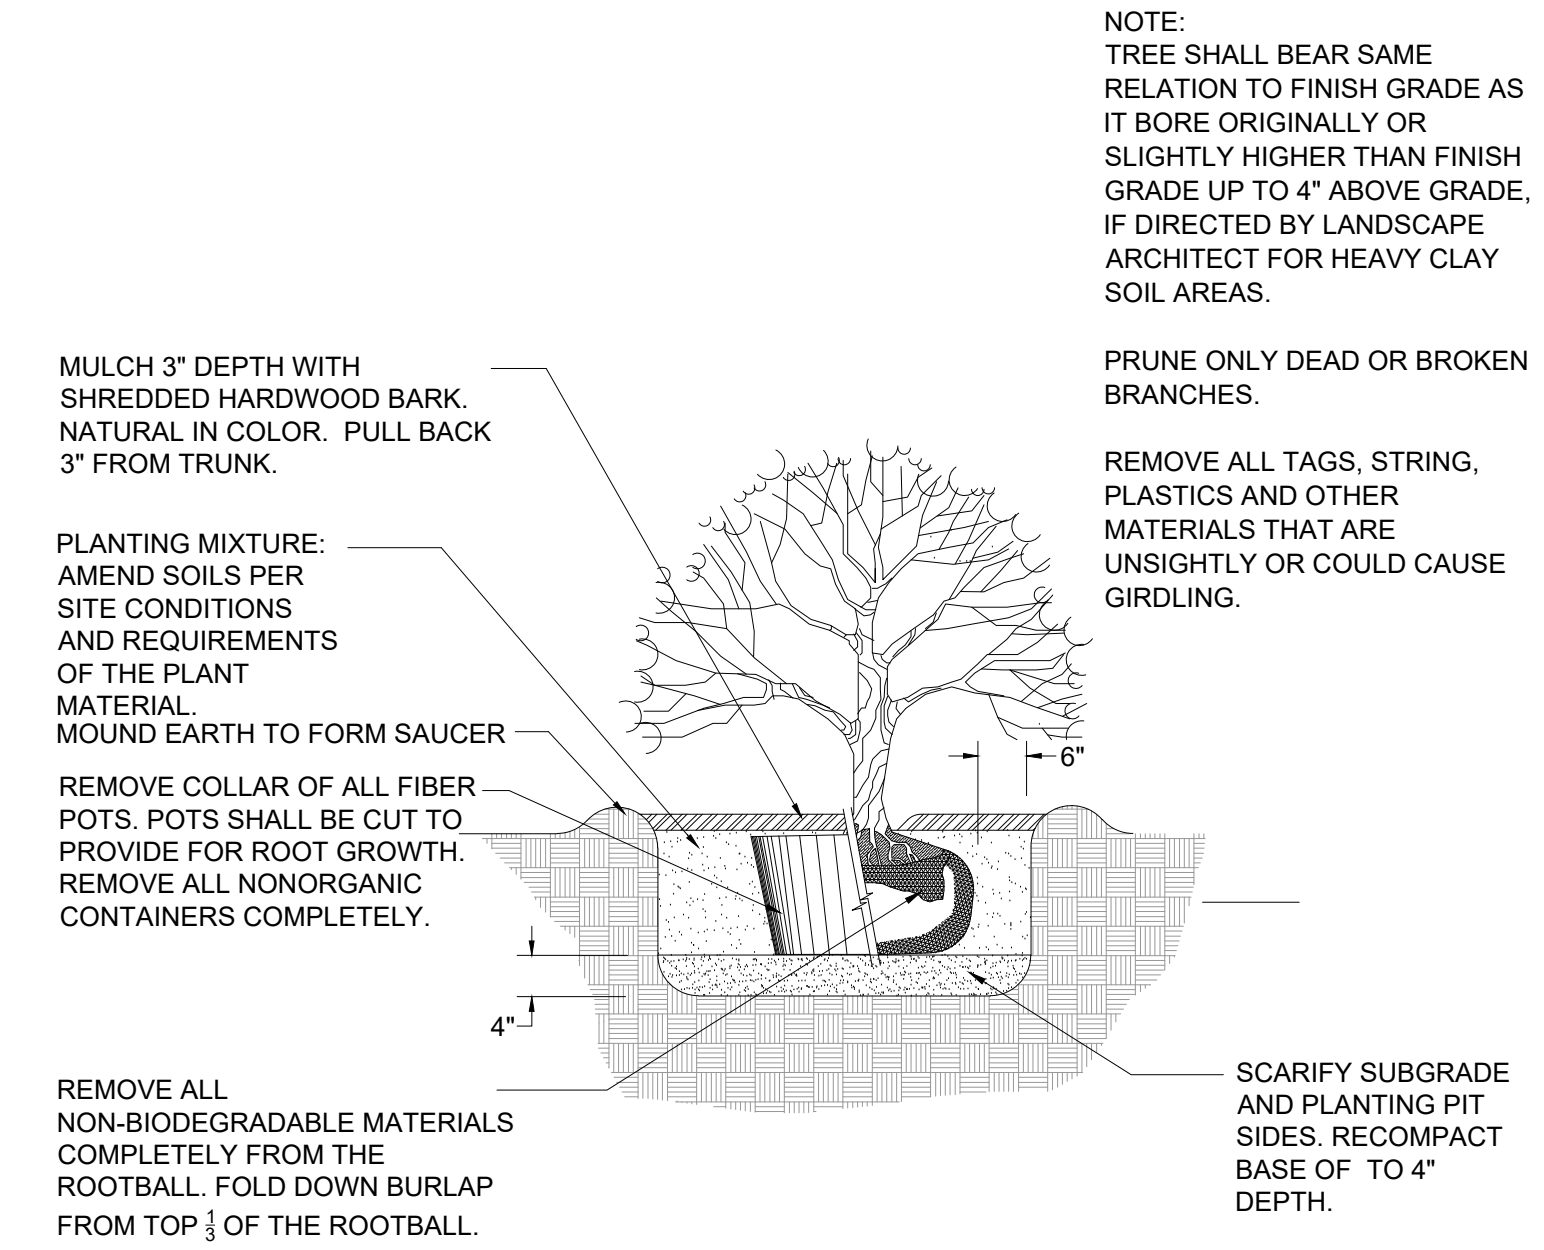 NOTE:
TREE SHALL BEAR SAME
RELATION TO FINISH GRADE AS
IT BORE ORIGINALLY OR
SLIGHTLY HIGHER THAN FINISH
GRADE UP TO 4" ABOVE GRADE,
IF DIRECTED BY LANDSCAPE
ARCHITECT FOR HEAVY CLAY
SOIL AREAS.
PRUNE ONLY DEAD OR BROKEN
BRANCHES.
REMOVE ALL TAGS, STRING,
PLASTICS AND OTHER
MATERIALS THAT ARE
UNSIGHTLY OR COULD CAUSE
GIRDLING.
MULCH 3" DEPTH WITH
SHREDDED HARDWOOD BARK.
NATURAL IN COLOR.  PULL BACK
3" FROM TRUNK.
PLANTING MIXTURE:
AMEND SOILS PER
SITE CONDITIONS
AND REQUIREMENTS
OF THE PLANT
MATERIAL.
MOUND EARTH TO FORM SAUCER
REMOVE COLLAR OF ALL FIBER
POTS. POTS SHALL BE CUT TO
PROVIDE FOR ROOT GROWTH.
REMOVE ALL NONORGANIC
CONTAINERS COMPLETELY.
6"
4"
REMOVE ALL
NON-BIODEGRADABLE MATERIALS
COMPLETELY FROM THE
ROOTBALL. FOLD DOWN BURLAP
FROM TOP 1/3 OF THE ROOTBALL.
SCARIFY SUBGRADE
AND PLANTING PIT
SIDES. RECOMPACT
BASE OF  TO 4"
DEPTH.